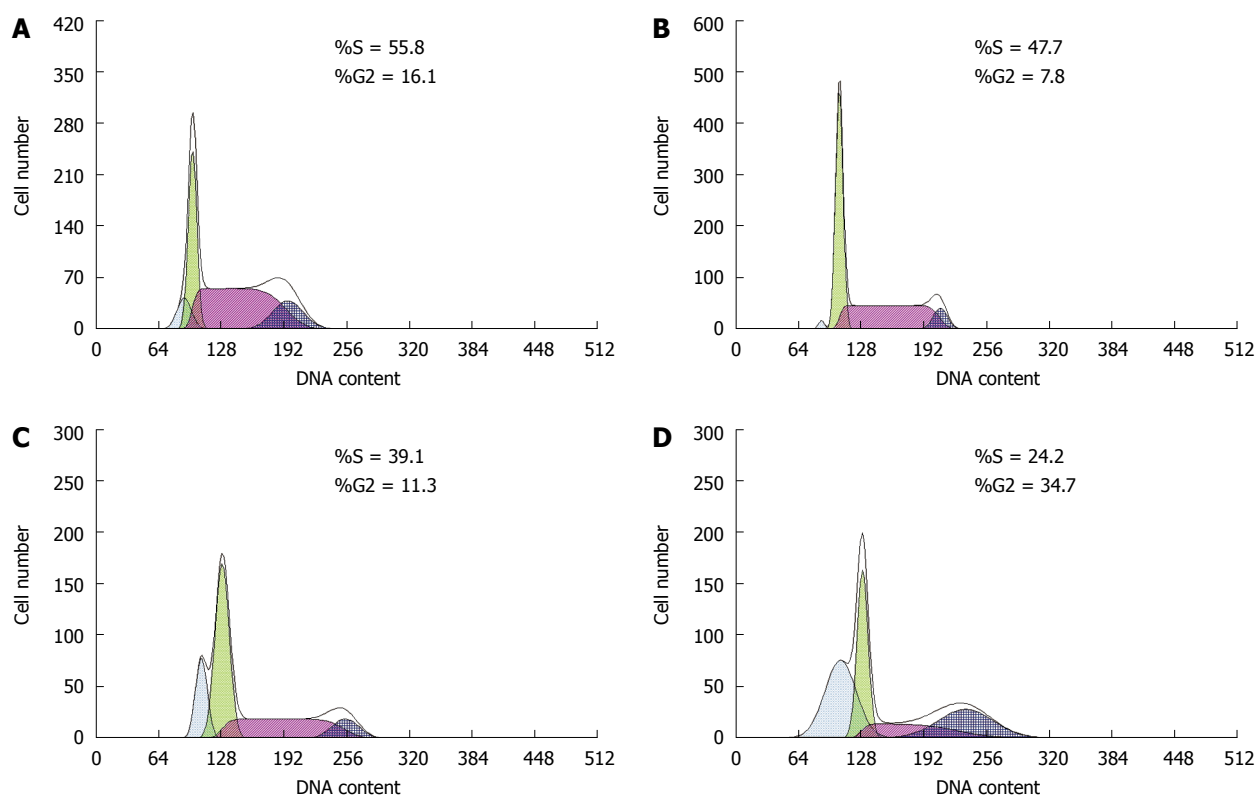 A
%S = 55.8
%G2 = 16.1
420
350
280
210
140
70
0
Cell number
0 64 128 192 256 320 384 448 512
DNA content
B
%S = 47.7
%G2 = 7.8
600
500
400
300
200
100
0
Cell number
0 64 128 192 256 320 384 448 512
DNA content
C
%S = 39.1
%G2 = 11.3
300
250
200
150
100
50
0
Cell number
0 64 128 192 256 320 384 448 512
DNA content
D
%S = 24.2
%G2 = 34.7
300
250
200
150
100
50
0
Cell number
0 64 128 192 256 320 384 448 512
DNA content